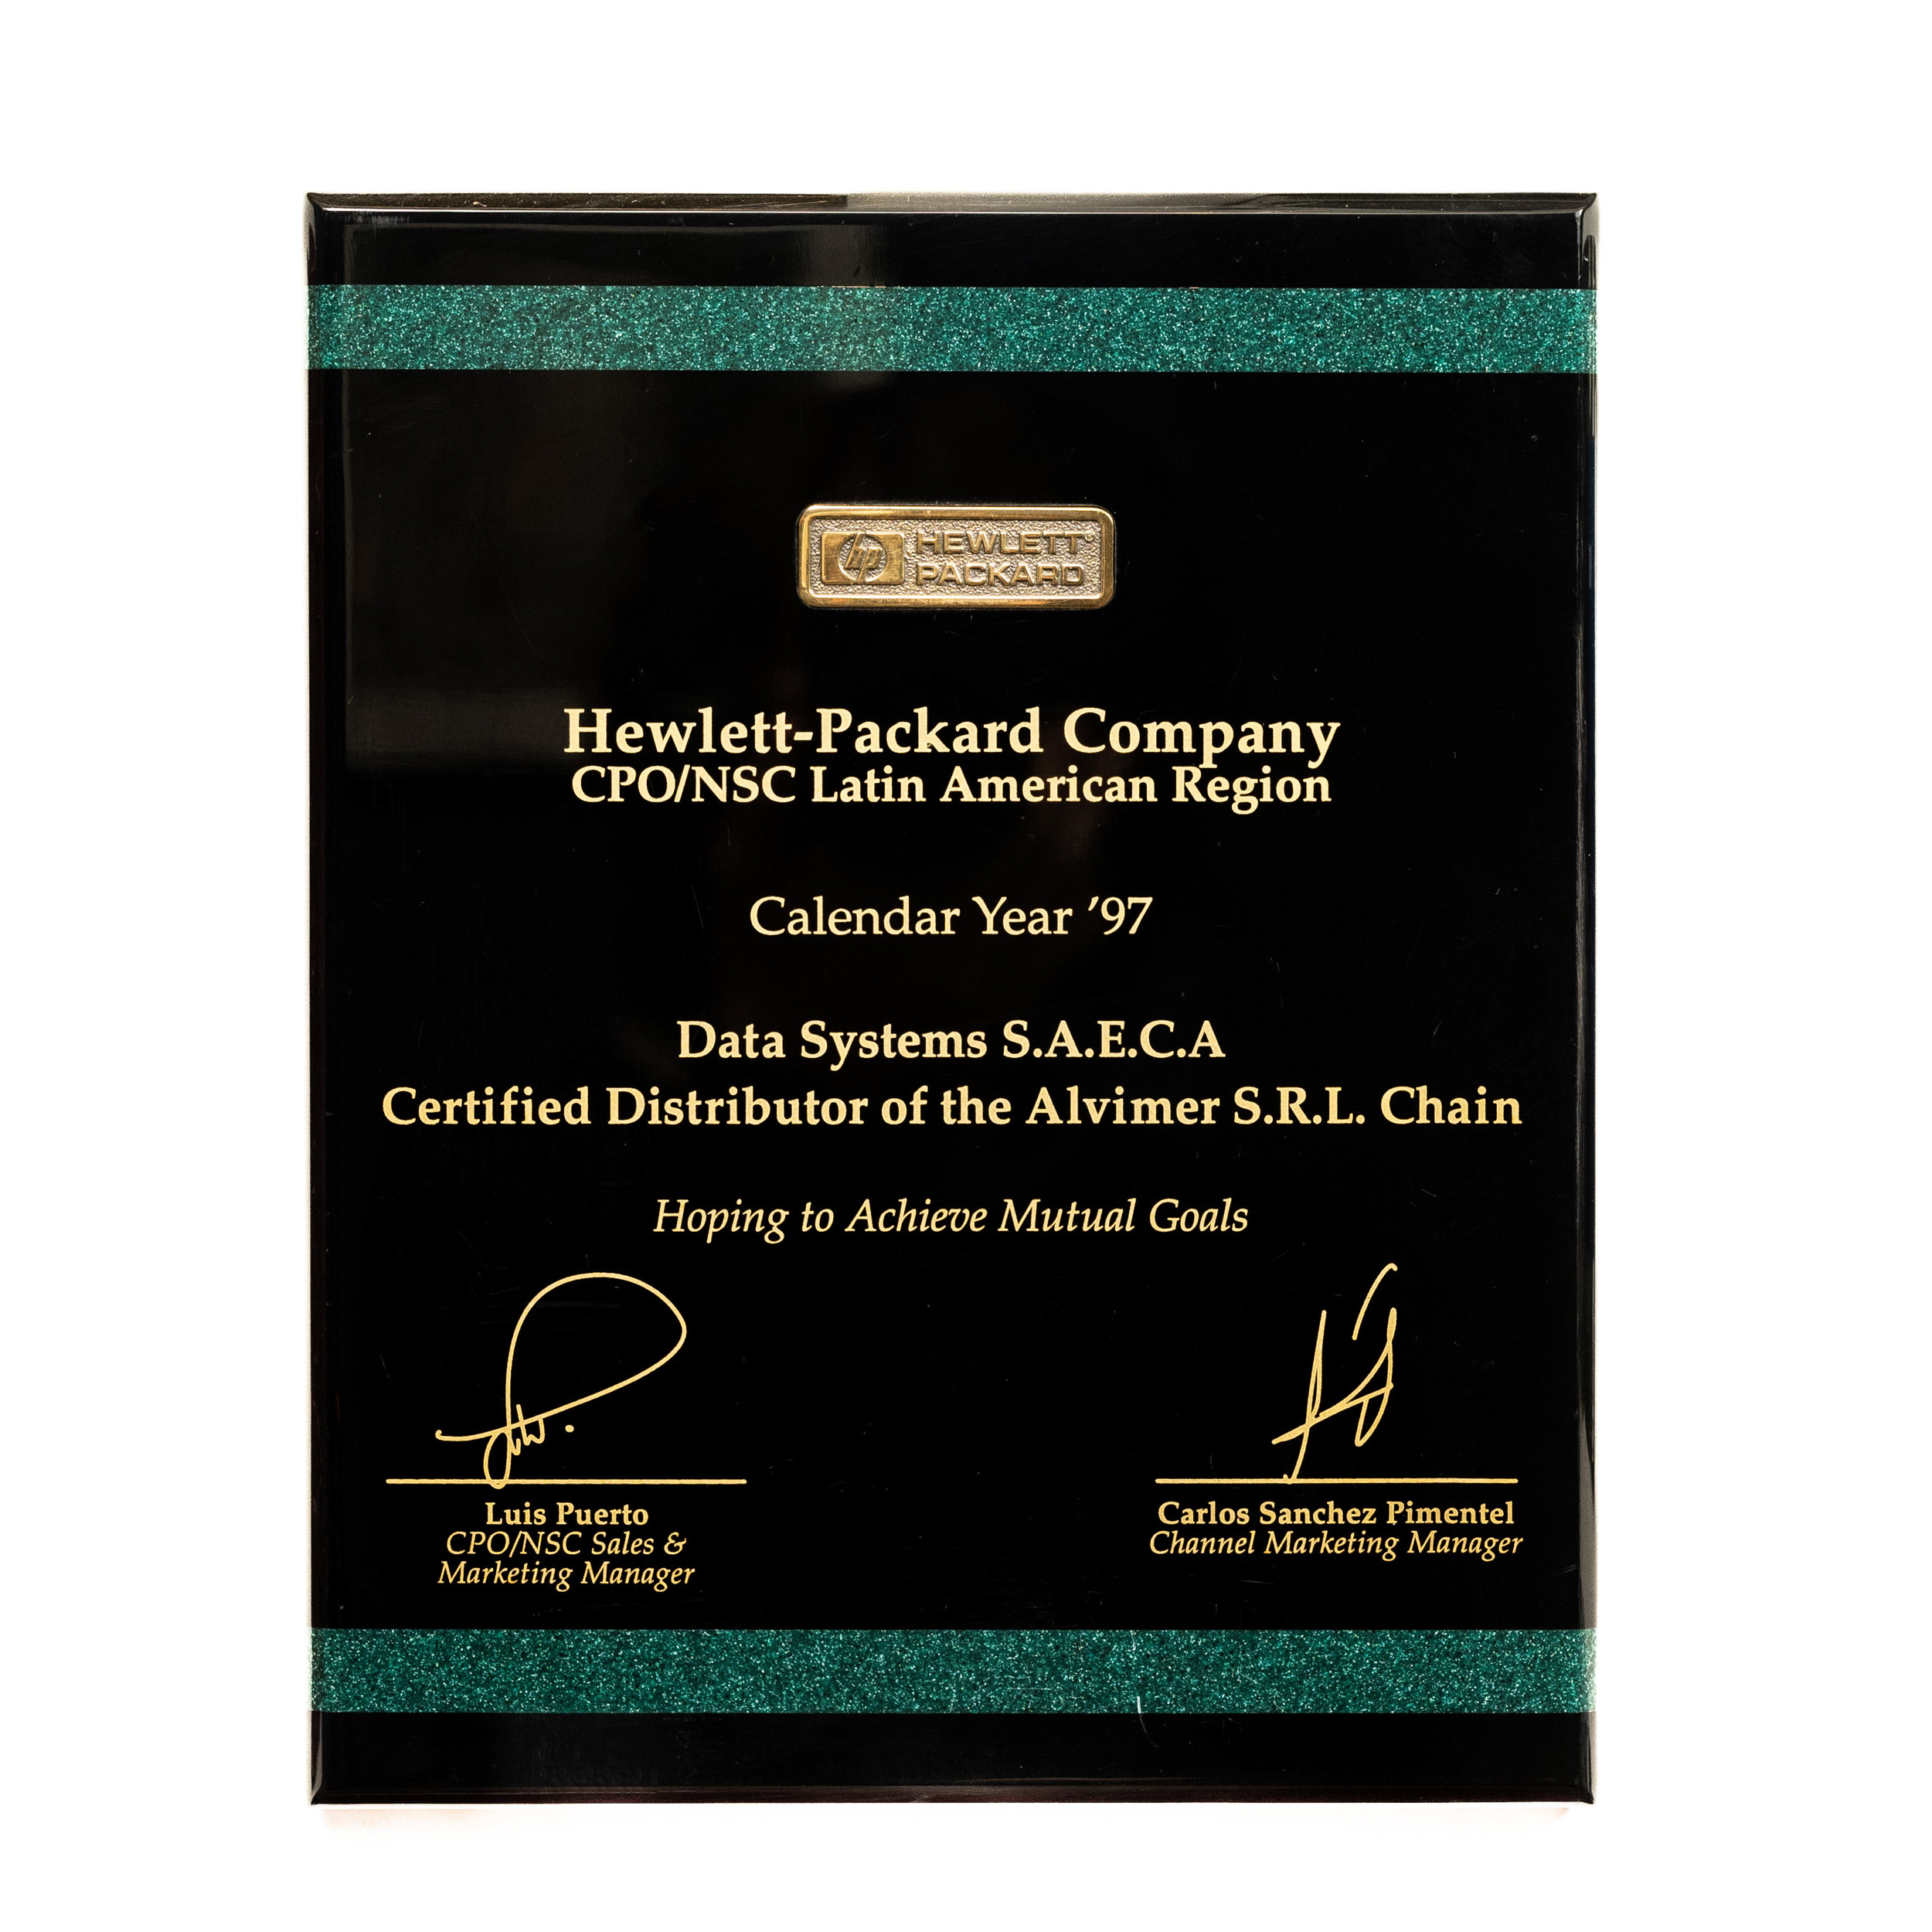 hp HEWLETT®
PACKARD
Hewlett-Packard Company
CPO/NSC Latin American Region
Calendar Year ’97
Data Systems S.A.E.C.A
Certified Distributor of the Alvimer S.R.L. Chain
Hoping to Achieve Mutual Goals
Luis Puerto
CPO/NSC Sales &
Marketing Manager
Carlos Sanchez Pimentel
Channel Marketing Manager